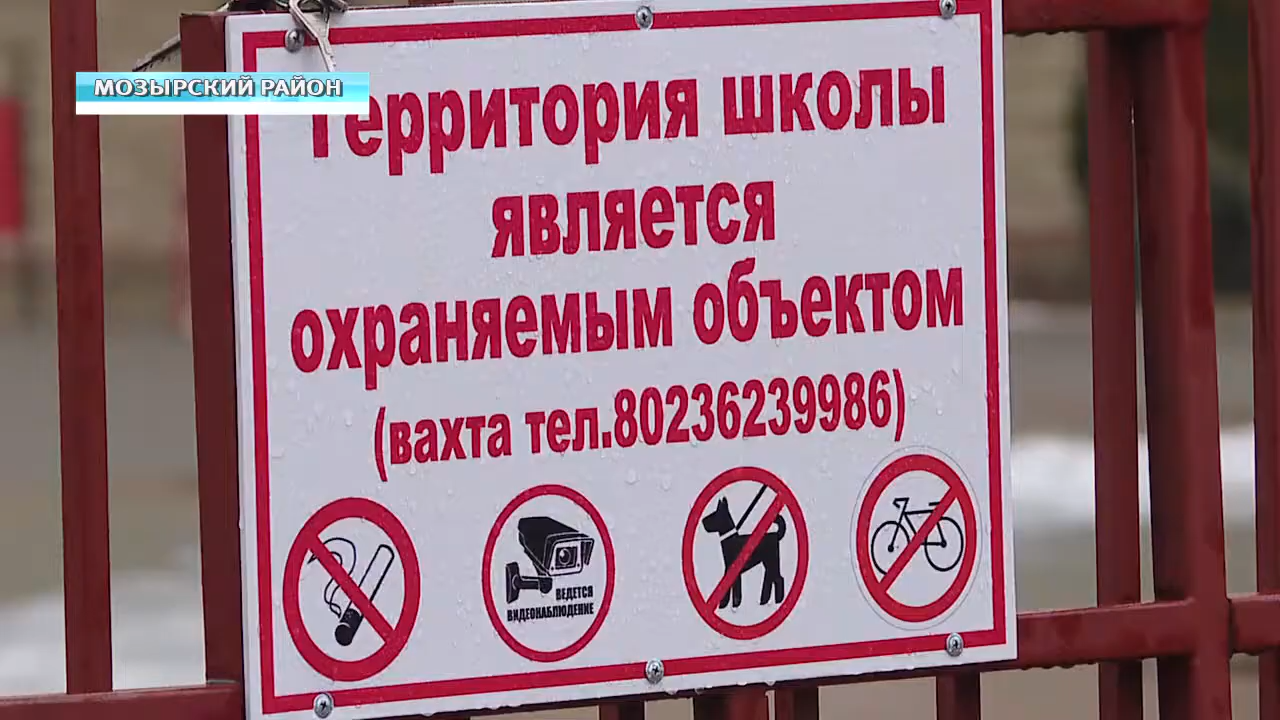 МОЗЫРСКИЙ РАЙОН
Территория школы
является
охраняемым объектом
(вахта тел.80236239986)
ВЕДЕТСЯ
ВИДЕОНАБЛЮДЕНИЕ